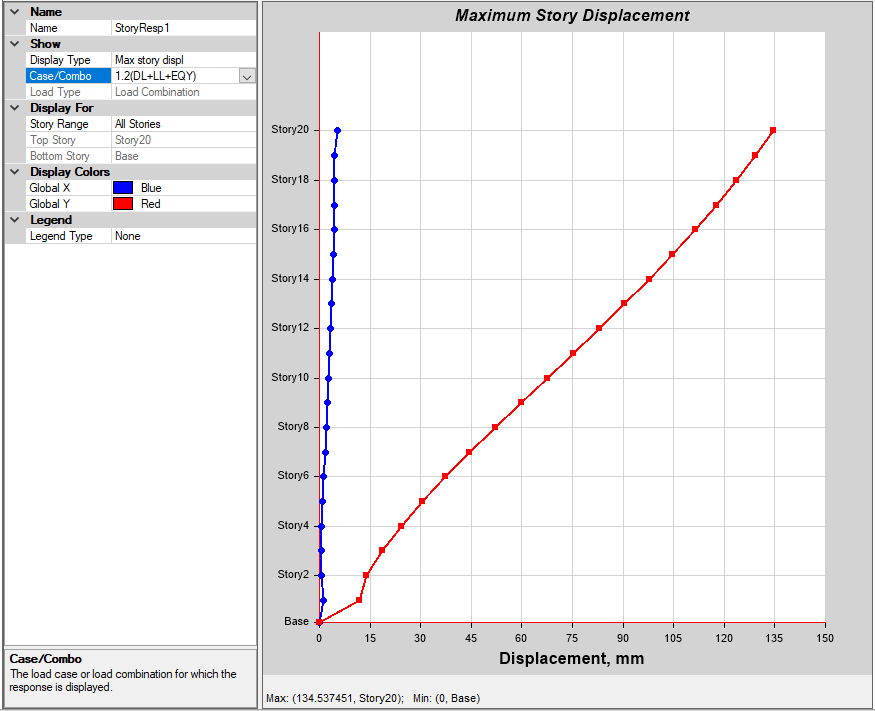 Name
Name StoryResp1
Show
Display Type Max story displ
Case/Combo 1.2(DL+LL+EQY)
Load Type Load Combination
Display For
Story Range All Stories
Top Story Story20
Bottom Story Base
Display Colors
Global X Blue
Global Y Red
Legend
Legend Type None
Case/Combo
The load case or load combination for which the
response is displayed.
Maximum Story Displacement
Story20
Story18
Story16
Story14
Story12
Story10
Story8
Story6
Story4
Story2
Base
0 15 30 45 60 75 90 105 120 135 150
Displacement, mm
Max: (134.537451, Story20); Min: (0, Base)